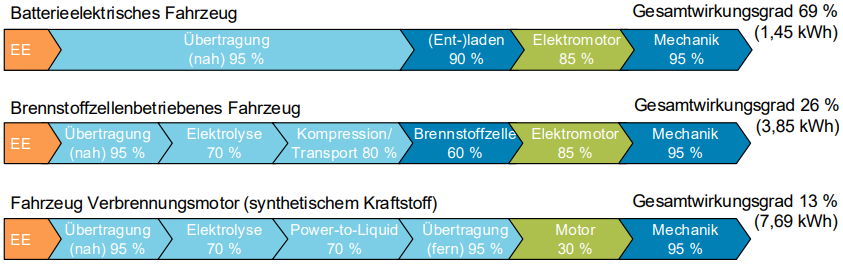 Batterieelektrisches Fahrzeug
Gesamtwirkungsgrad 69 %
(1,45 kWh)
EE
Übertragung
(nah) 95 %
(Ent-)laden
90 %
Elektromotor
85 %
Mechanik
95 %
Brennstoffzellenbetriebenes Fahrzeug
Gesamtwirkungsgrad 26 %
(3,85 kWh)
EE
Übertragung
(nah) 95 %
Elektrolyse
70 %
Kompression/
Transport 80 %
Brennstoffzelle
60 %
Elektromotor
85 %
Mechanik
95 %
Fahrzeug Verbrennungsmotor (synthetischem Kraftstoff)
Gesamtwirkungsgrad 13 %
(7,69 kWh)
EE
Übertragung
(nah) 95 %
Elektrolyse
70 %
Power-to-Liquid
70 %
Übertragung
(fern) 95 %
Motor
30 %
Mechanik
95 %